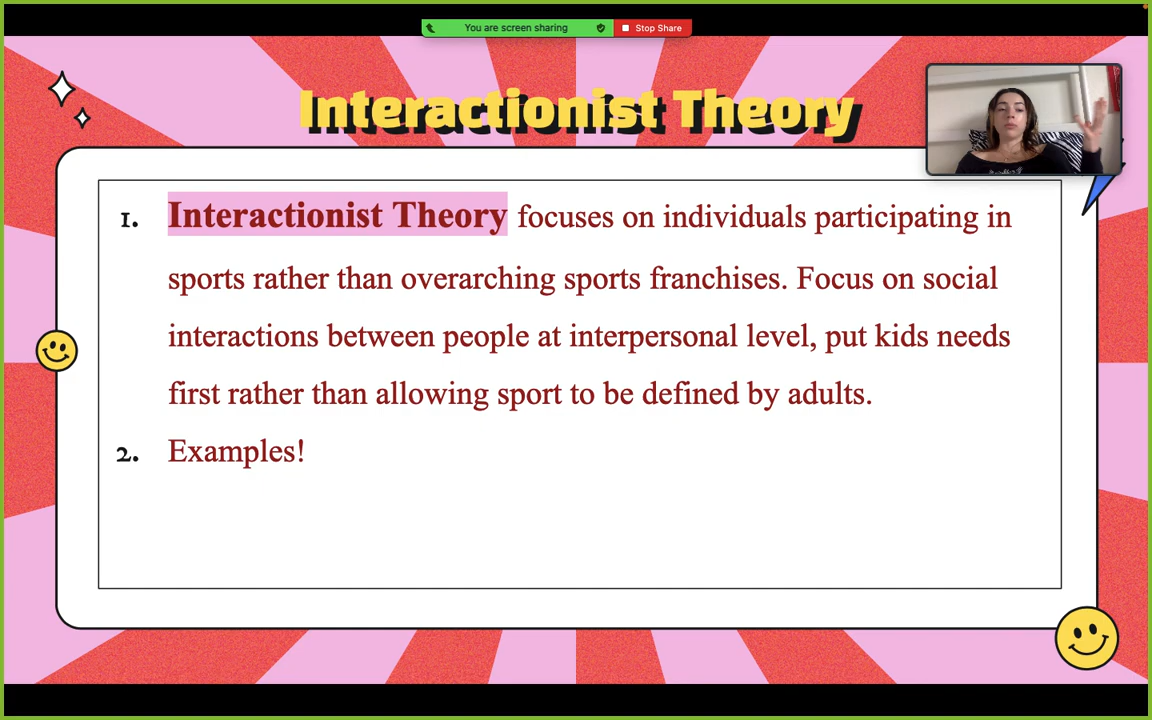 You are screen sharing
Stop Share
Interactionist Theory
1. Interactionist Theory focuses on individuals participating in
sports rather than overarching sports franchises. Focus on social
interactions between people at interpersonal level, put kids needs
first rather than allowing sport to be defined by adults.
2. Examples!